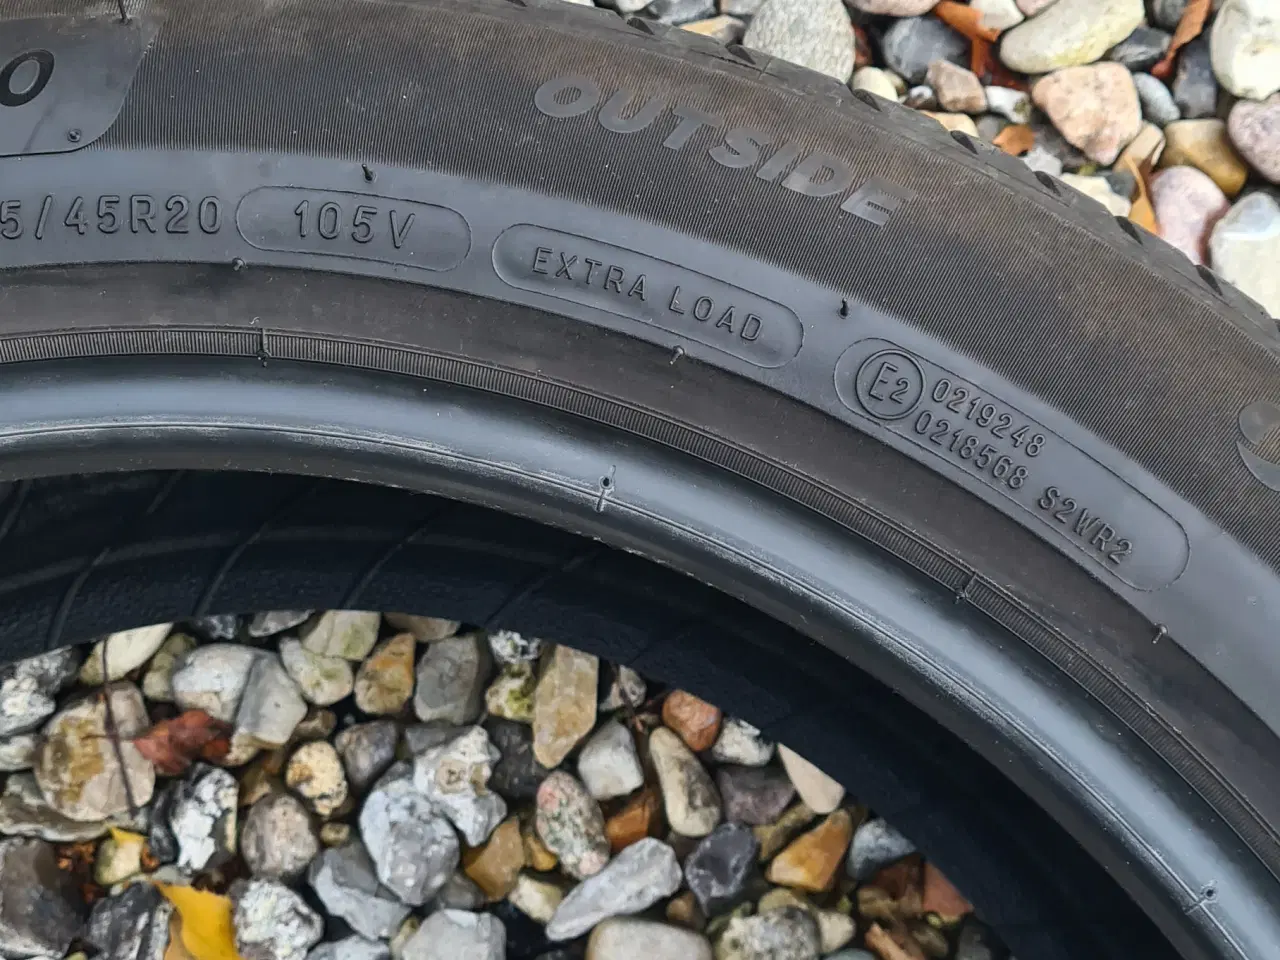 O
OUTSIDE
5/45R20
105V
EXTRA LOAD
E2
0219248
0218568 S2WR2